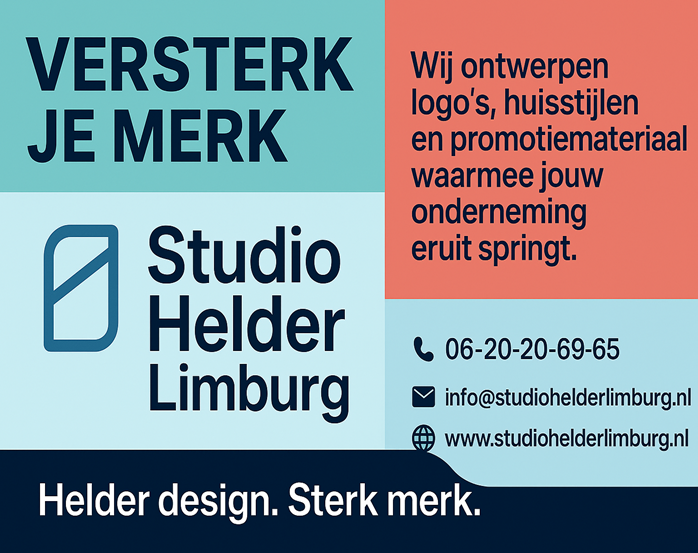 VERSTERK
JE MERK
Studio
Helder
Limburg
Wij ontwerpen
logo's, huisstijlen
en promotiemateriaal
waarmee jouw
onderneming
eruit springt.
06-20-20-69-65
info@studiohelderlimburg.nl
www.studiohelderlimburg.nl
Helder design. Sterk merk.